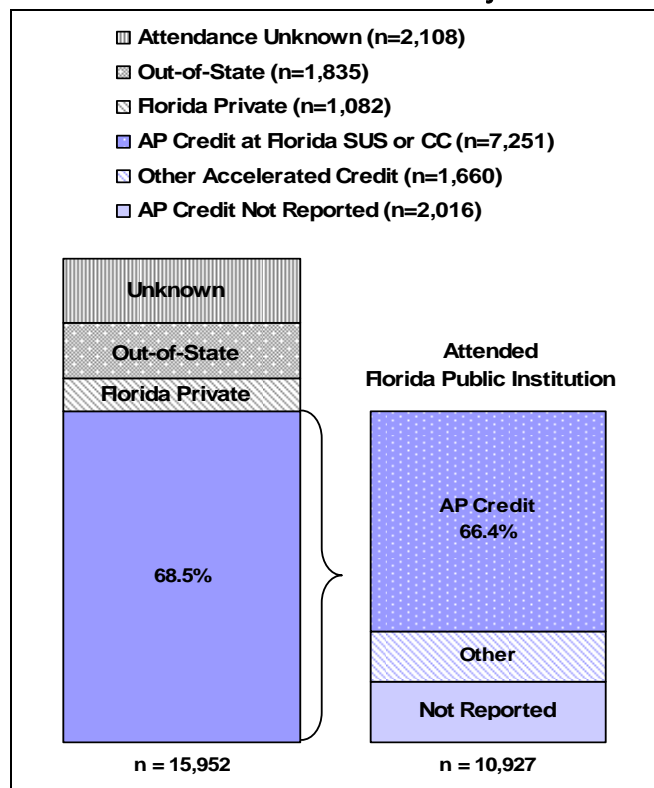 Attendance Unknown (n=2,108)
Out-of-State (n=1,835)
Florida Private (n=1,082)
AP Credit at Florida SUS or CC (n=7,251)
Other Accelerated Credit (n=1,660)
AP Credit Not Reported (n=2,016)
Unknown
Out-of-State
Florida Private
68.5%
n = 15,952
Attended
Florida Public Institution
AP Credit
66.4%
Other
Not Reported
n = 10,927